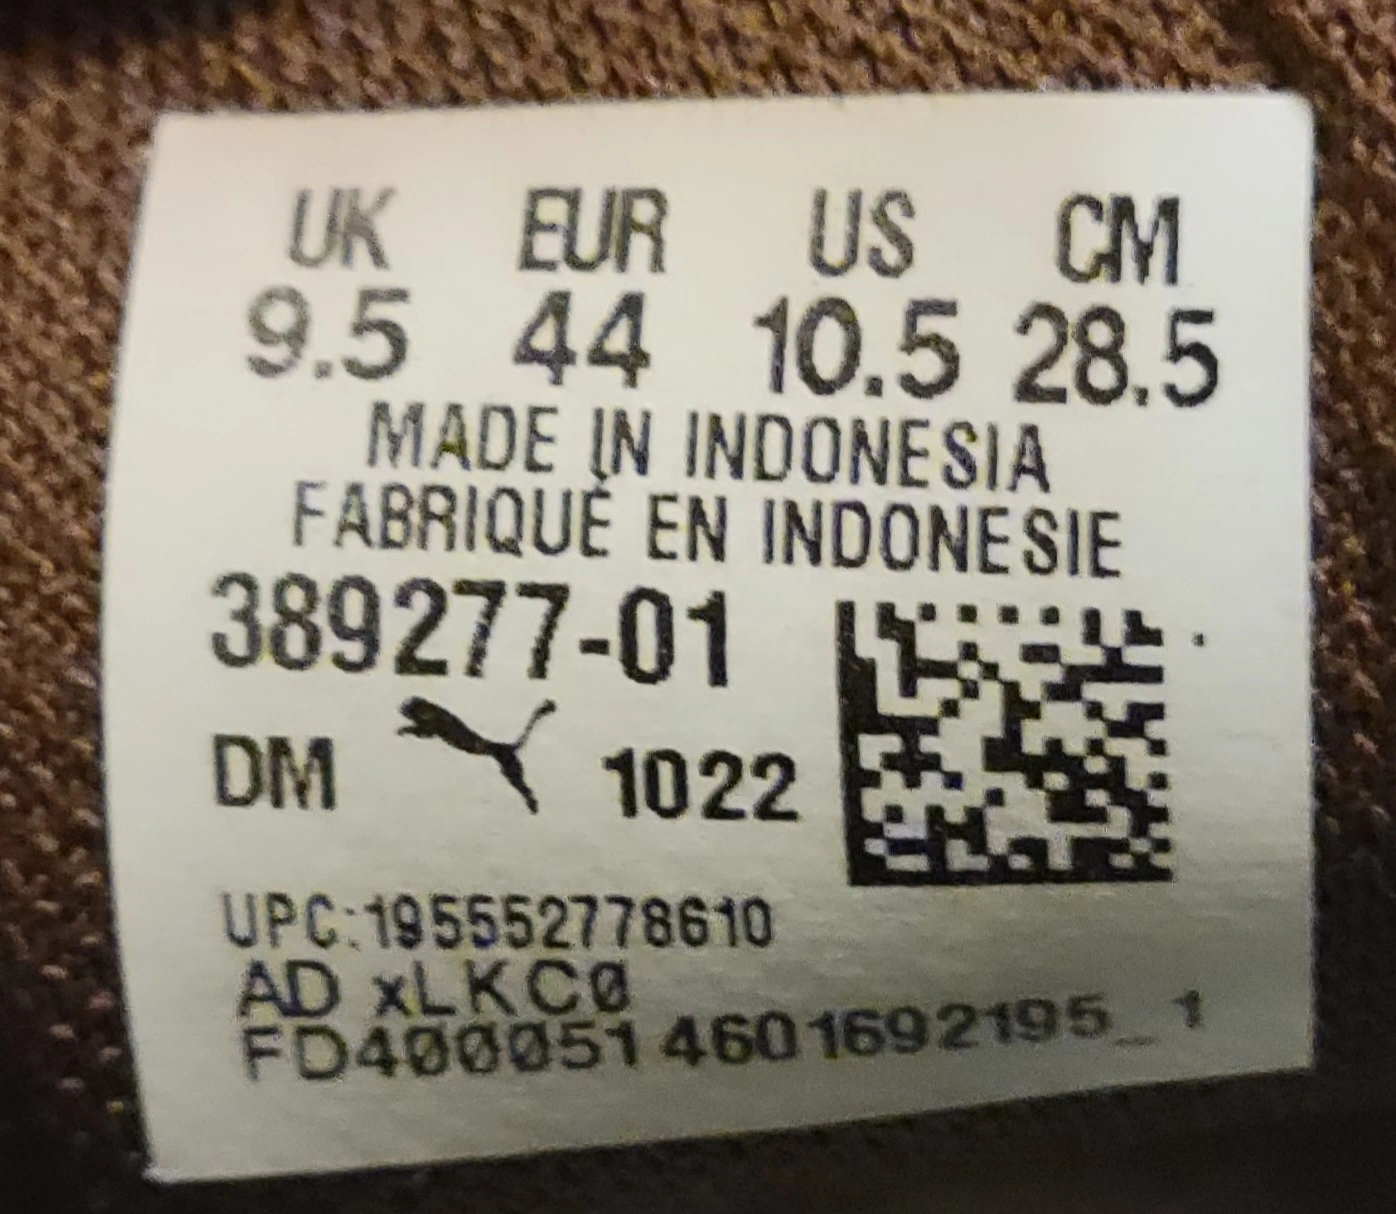 UK EUR US CM
9.5 44 10.5 28.5
MADE IN INDONESIA
FABRIQUÉ EN INDONESIE
389277-01
DM 1022
UPC:195552778610
AD xLKC0
FD400051 4601692195_1